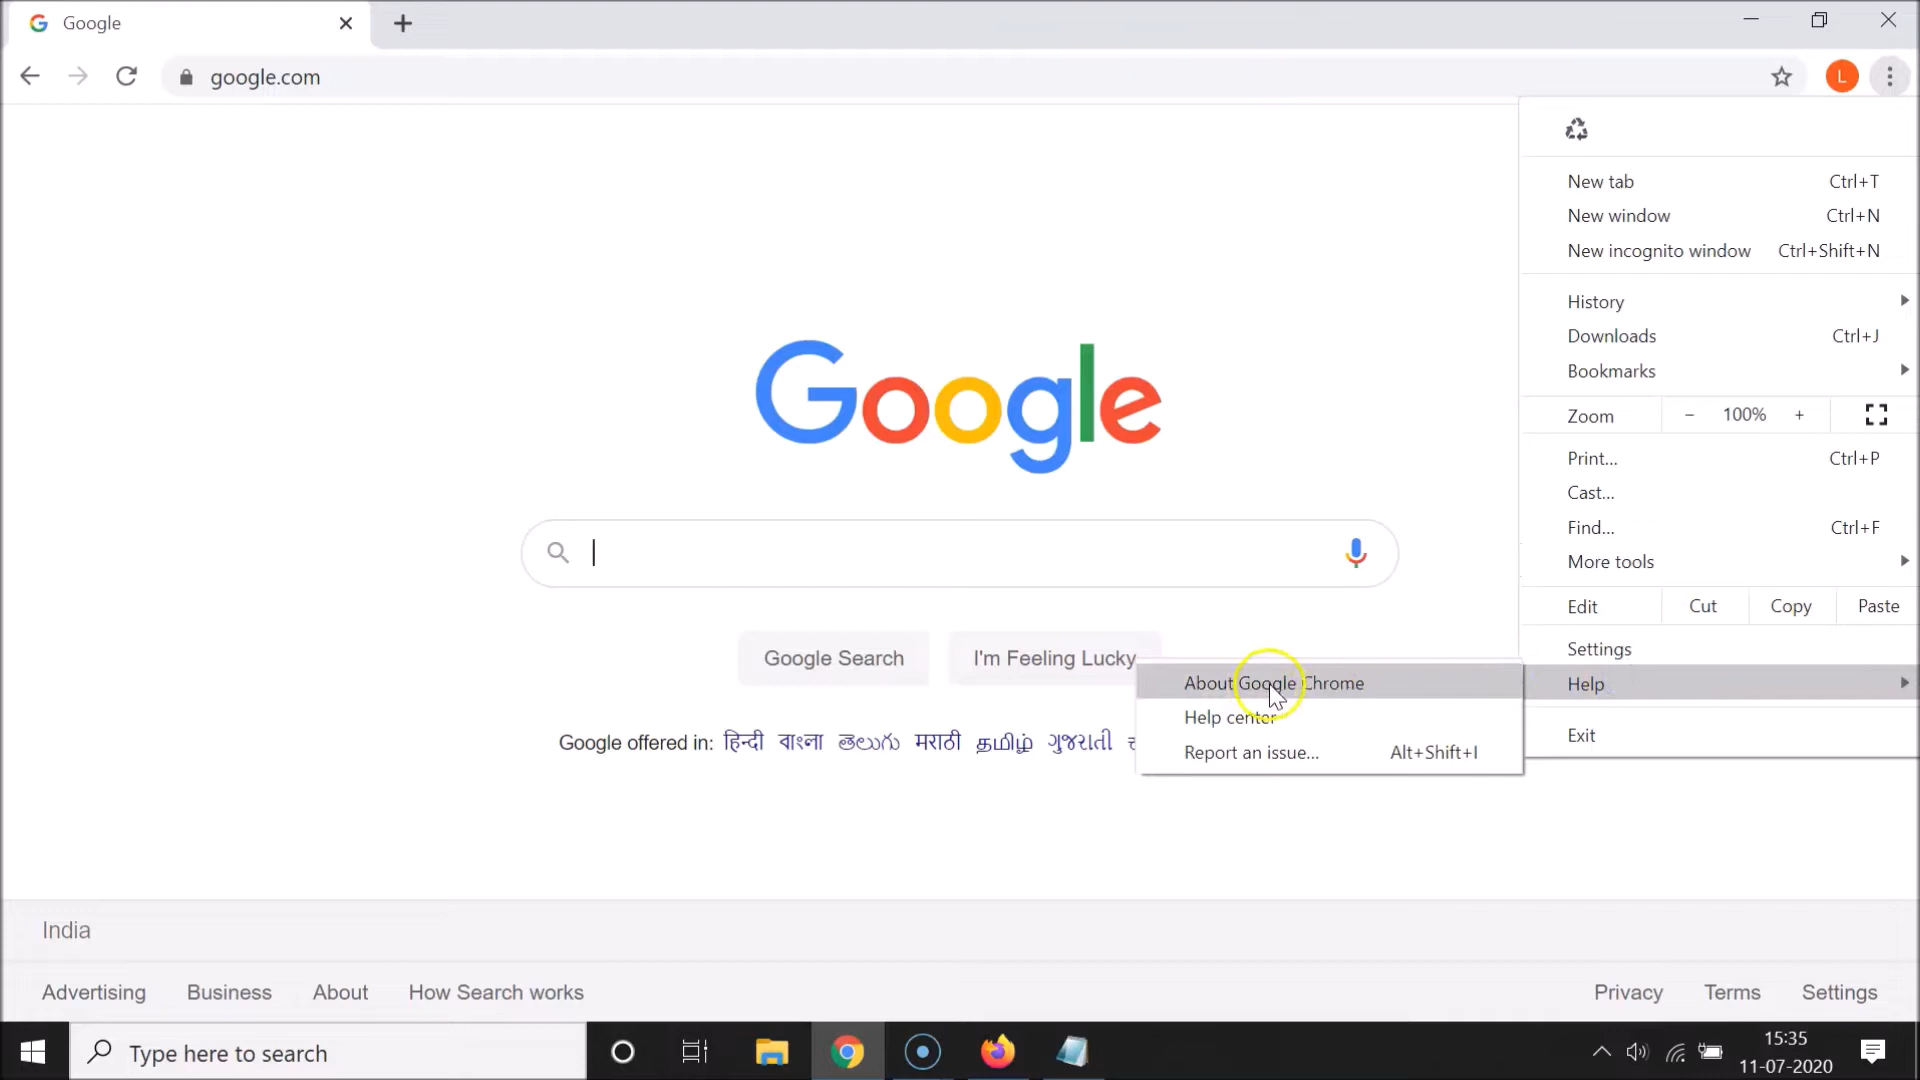 Google
google.com
L
New tab Ctrl+T
New window Ctrl+N
New incognito window Ctrl+Shift+N
History
Downloads Ctrl+J
Bookmarks
Zoom − 100% +
Print... Ctrl+P
Cast...
Find... Ctrl+F
More tools
Edit Cut Copy Paste
Settings
Help
Exit
Google
Google Search I'm Feeling Lucky
About Google Chrome
Help center
Report an issue... Alt+Shift+I
Google offered in: हिन्दी বাংলা తెలుగు मराठी தமிழ் ગુજરાતી
India
Advertising Business About How Search works Privacy Terms Settings
Type here to search
15:35
11-07-2020